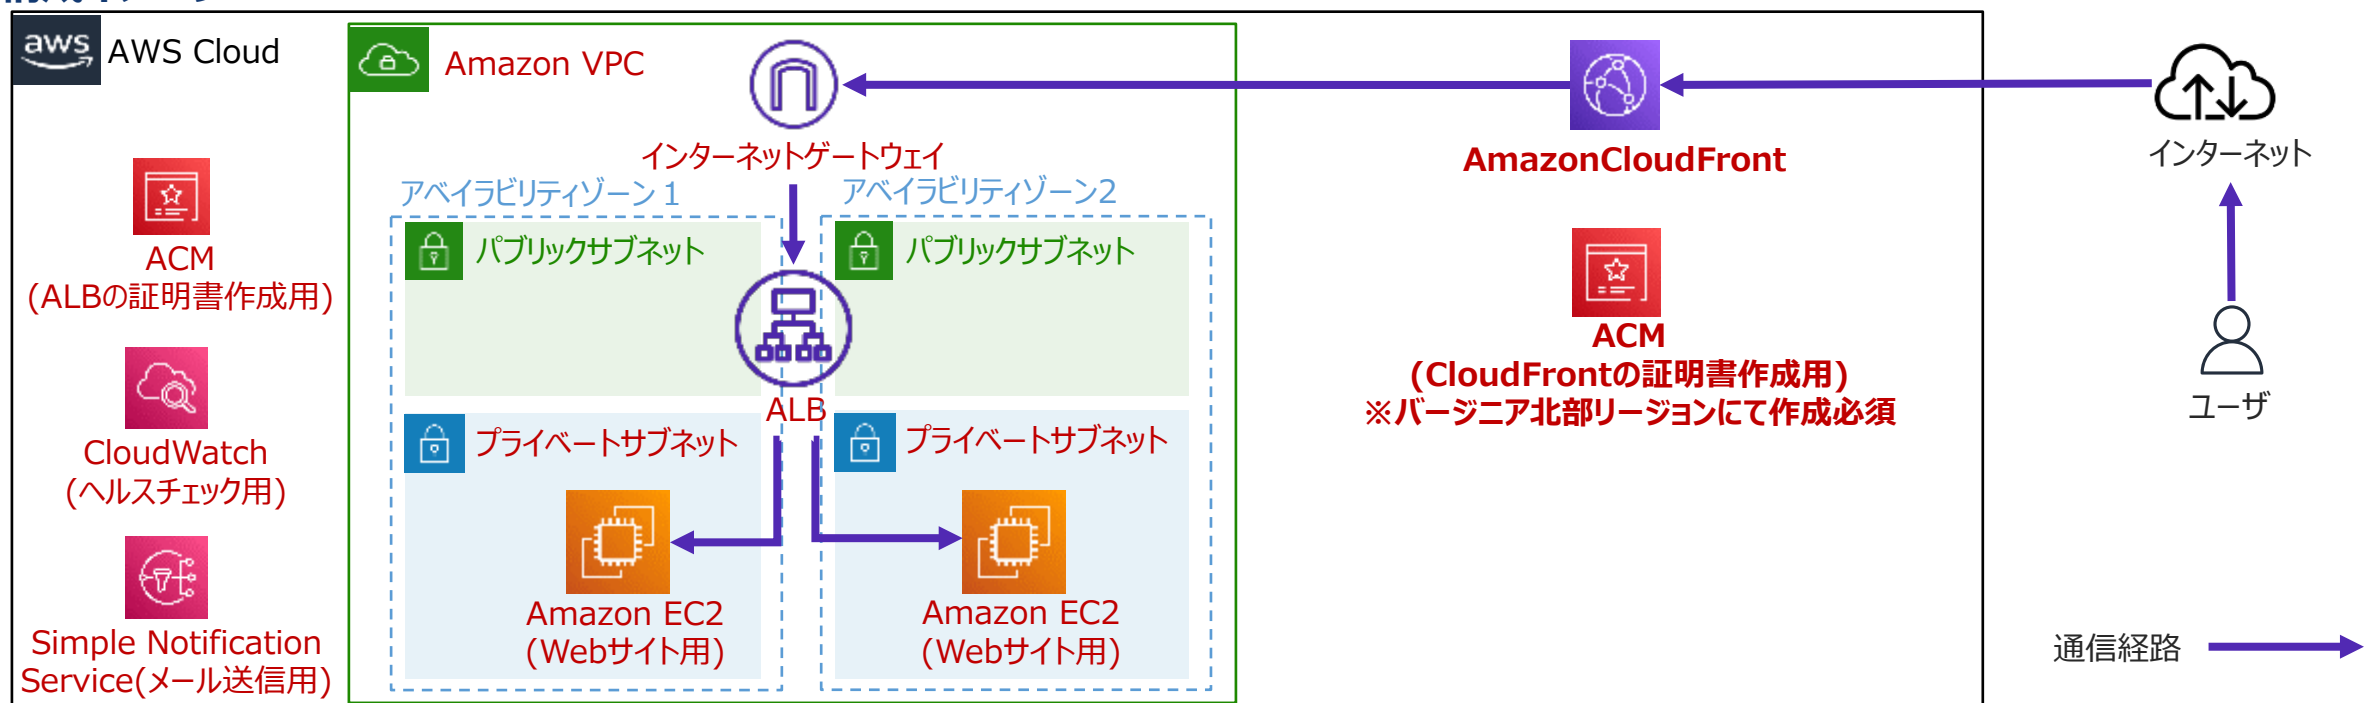 aws
AWS Cloud
Amazon VPC
インターネットゲートウェイ
AmazonCloudFront
インターネット
アベイラビリティゾーン1
アベイラビリティゾーン2
パブリックサブネット
パブリックサブネット
ACM
(ALBの証明書作成用)
ACM
(CloudFrontの証明書作成用)
※バージニア北部リージョンにて作成必須
ユーザ
ALB
プライベートサブネット
プライベートサブネット
CloudWatch
(ヘルスチェック用)
Amazon EC2
(Webサイト用)
Amazon EC2
(Webサイト用)
Simple Notification
Service(メール送信用)
通信経路